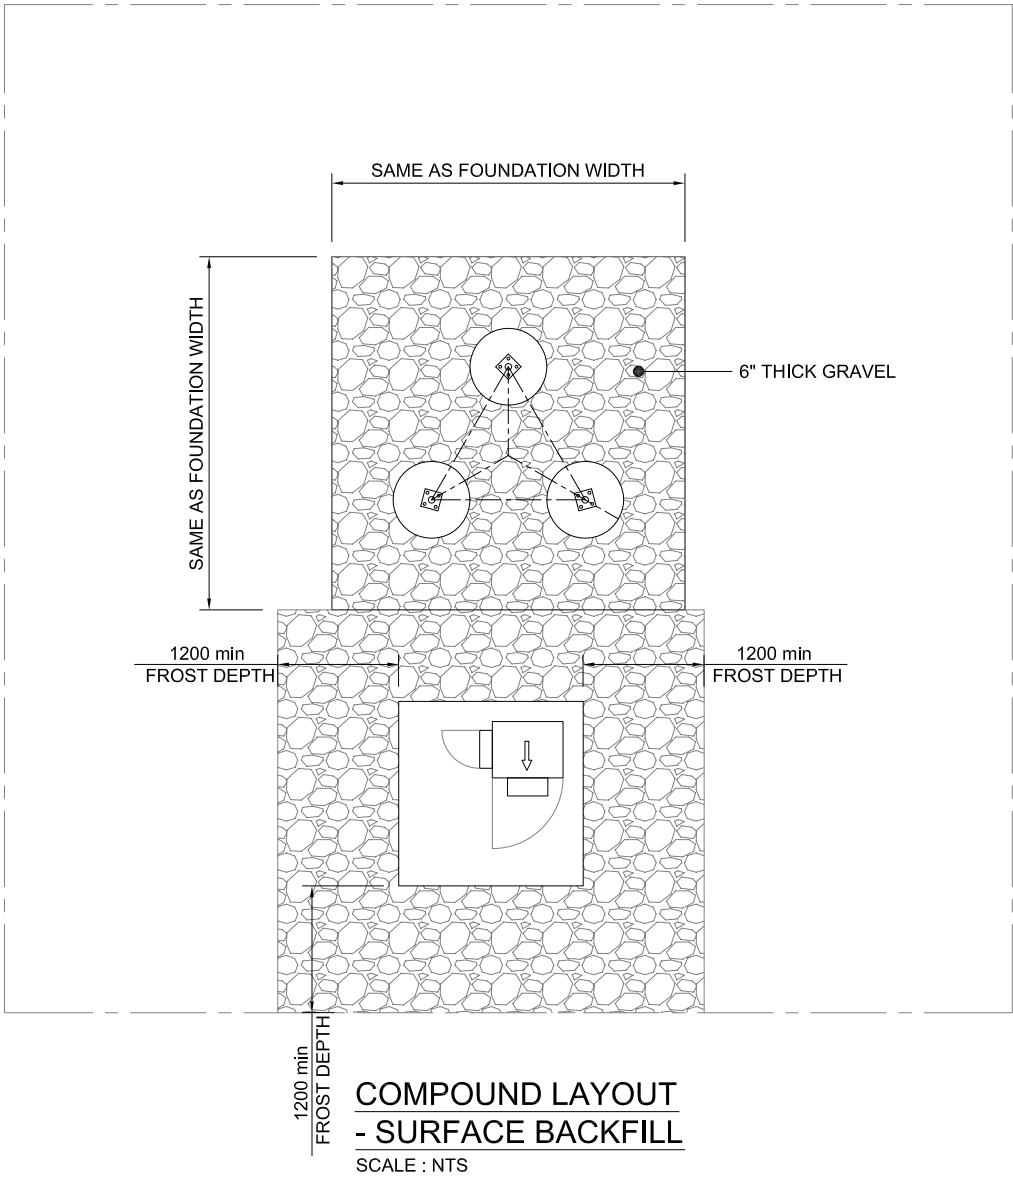 SAME AS FOUNDATION WIDTH
SAME AS FOUNDATION WIDTH
6" THICK GRAVEL
1200 min
FROST DEPTH
1200 min
FROST DEPTH
1200 min
FROST DEPTH
COMPOUND LAYOUT
- SURFACE BACKFILL
SCALE : NTS